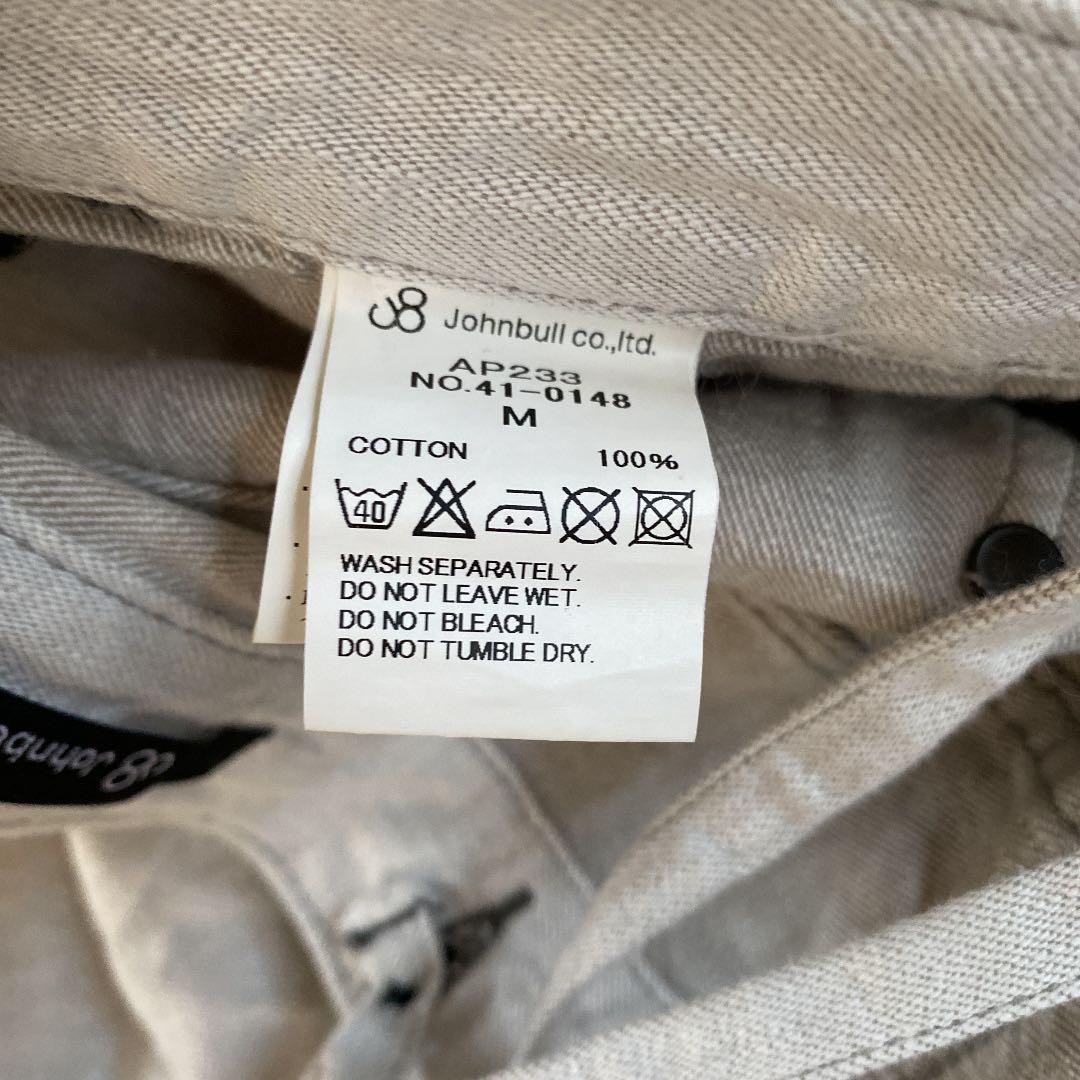 Johnbull co.,ltd.
AP233
NO.41-0148
M
COTTON 100%
40
WASH SEPARATELY.
DO NOT LEAVE WET.
DO NOT BLEACH.
DO NOT TUMBLE DRY.